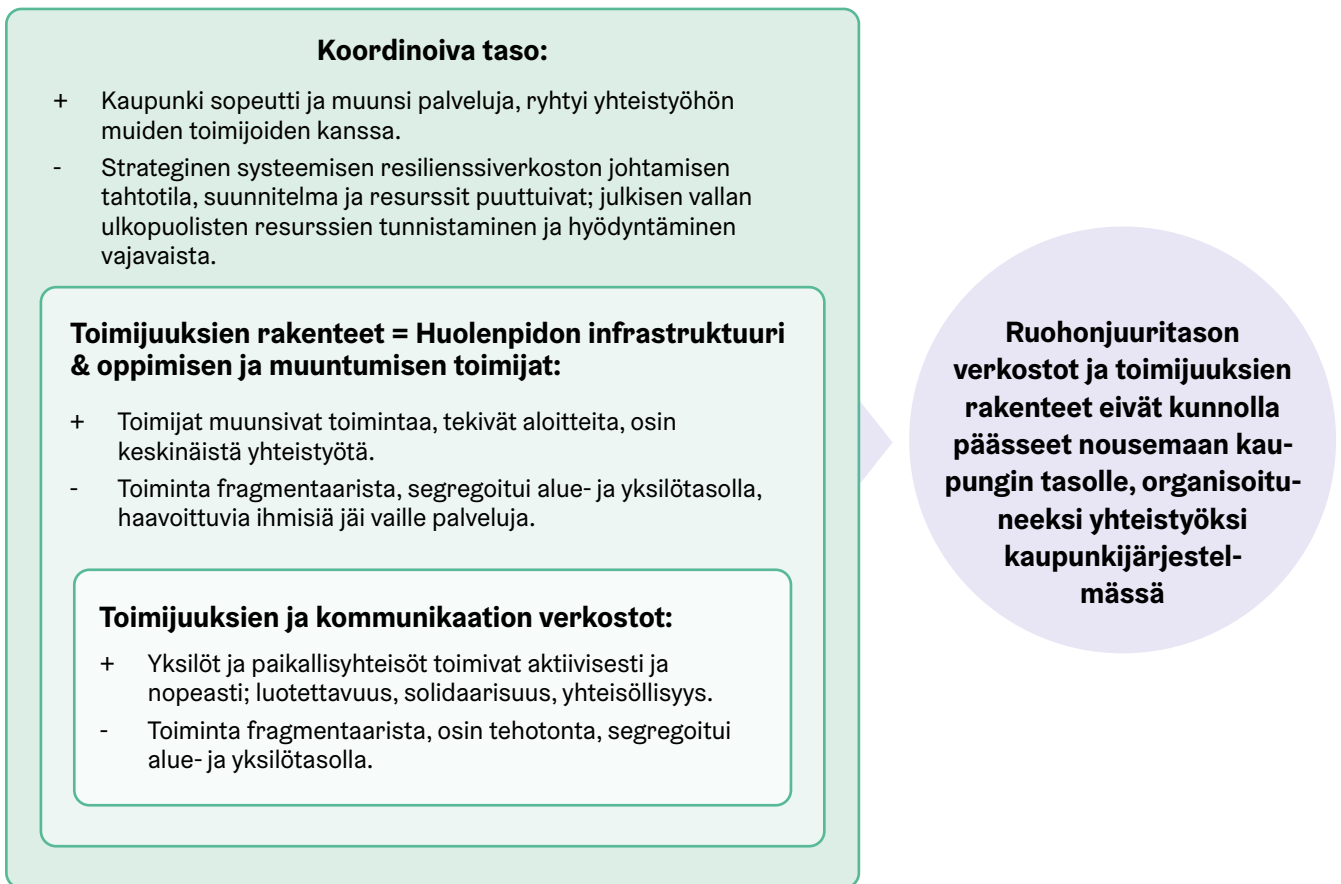 Koordinoiva taso:
+ Kaupunki sopeutti ja muunsi palveluja, ryhtyi yhteistyöhön
muiden toimijoiden kanssa.
- Strateginen systeemisen resilienssiverkoston johtamisen
tahtotila, suunnitelma ja resurssit puuttuivat; julkisen vallan
ulkopuolisten resurssien tunnistaminen ja hyödyntäminen
vajavaista.
Toimijuuksien rakenteet = Huolenpidon infrastruktuuri
& oppimisen ja muuntumisen toimijat:
+ Toimijat muunsivat toimintaa, tekivät aloitteita, osin
keskinäistä yhteistyötä.
- Toiminta fragmentaarista, segregoitui alue- ja yksilötasolla,
haavoittuvia ihmisiä jäi vaille palveluja.
Toimijuuksien ja kommunikaation verkostot:
+ Yksilöt ja paikallisyhteisöt toimivat aktiivisesti ja
nopeasti; luotettavuus, solidaarisuus, yhteisöllisyys.
- Toiminta fragmentaarista, osin tehotonta, segregoitui
alue- ja yksilötasolla.
Ruohonjuuritason
verkostot ja toimijuuksien
rakenteet eivät kunnolla
päässeet nousemaan kau-
pungin tasolle, organisoitu-
neeksi yhteistyöksi
kaupunkijärjestel-
mässä